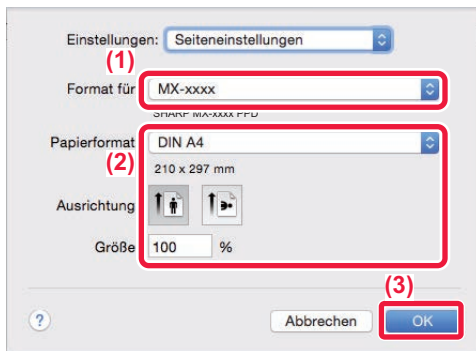 Einstellungen: Seiteneinstellungen
(1)
Format für MX-xxxx
SHARP MX-xxxx PPD
Papierformat DIN A4
(2)
210 x 297 mm
Ausrichtung
Größe 100 %
(3)
? Abbrechen OK